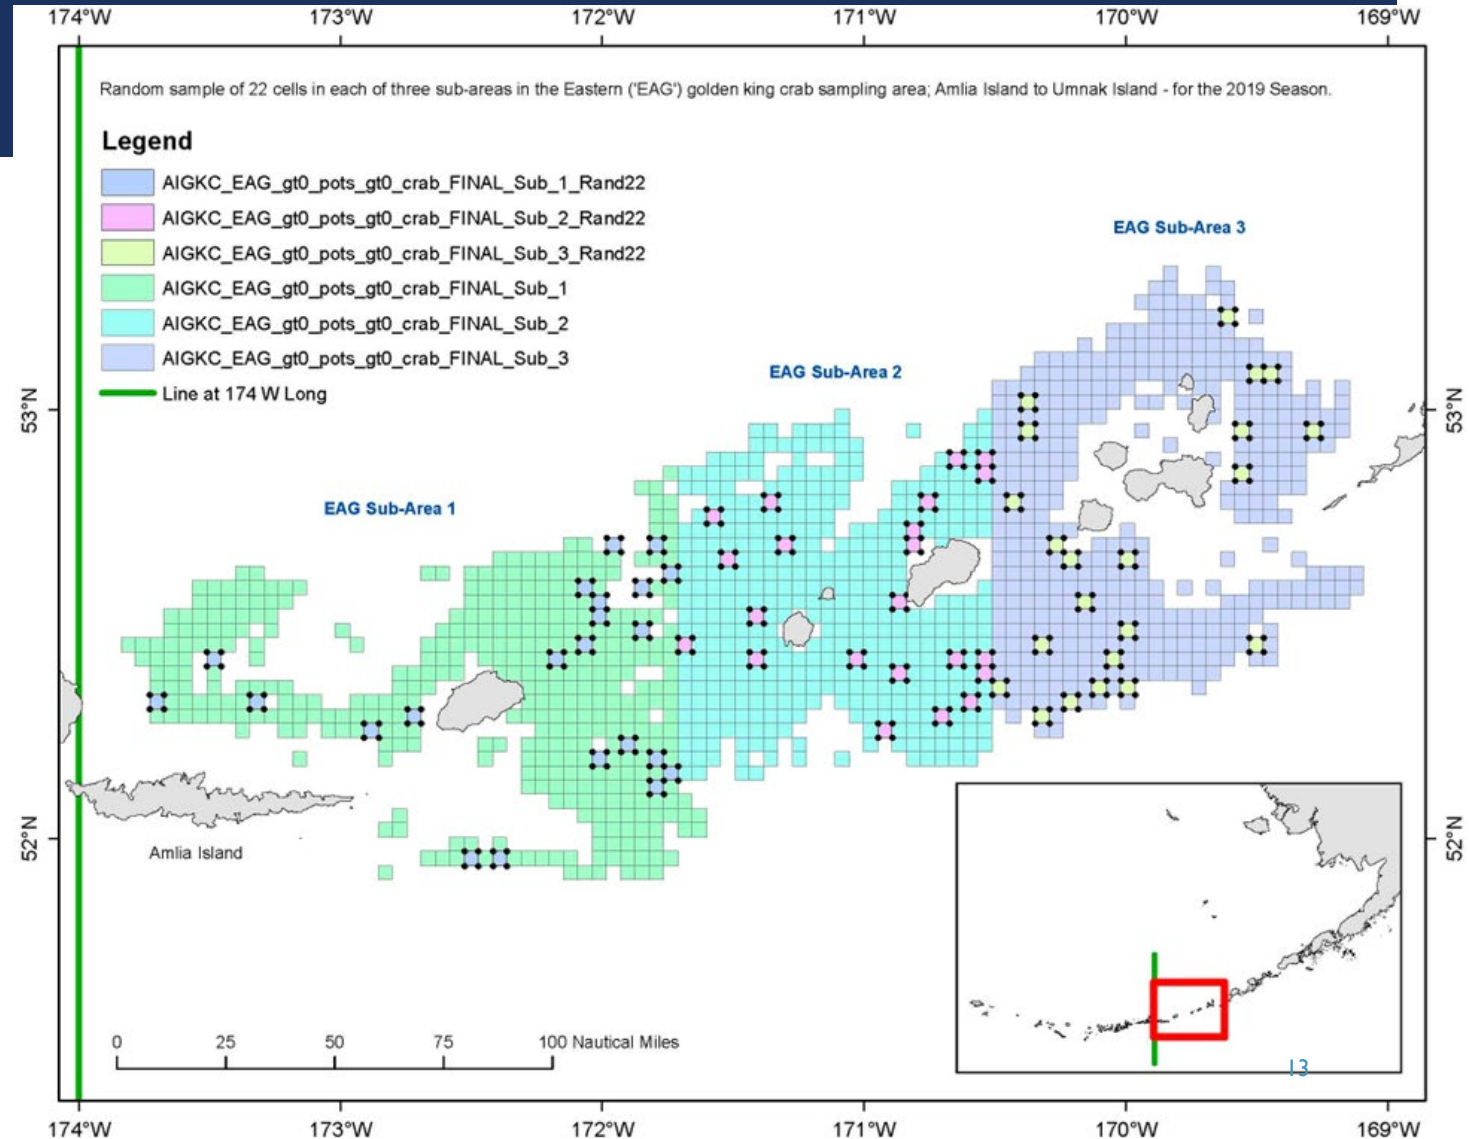 174°W 173°W 172°W 171°W 170°W 169°W
Random sample of 22 cells in each of three sub-areas in the Eastern ('EAG') golden king crab sampling area; Amlia Island to Umnak Island - for the 2019 Season.
Legend
AIGKC_EAG_gt0_pots_gt0_crab_FINAL_Sub_1_Rand22
AIGKC_EAG_gt0_pots_gt0_crab_FINAL_Sub_2_Rand22
AIGKC_EAG_gt0_pots_gt0_crab_FINAL_Sub_3_Rand22
AIGKC_EAG_gt0_pots_gt0_crab_FINAL_Sub_1
AIGKC_EAG_gt0_pots_gt0_crab_FINAL_Sub_2
AIGKC_EAG_gt0_pots_gt0_crab_FINAL_Sub_3
Line at 174 W Long
EAG Sub-Area 3
EAG Sub-Area 2
EAG Sub-Area 1
53°N
53°N
52°N
52°N
Amlia Island
0 25 50 75 100 Nautical Miles
13
174°W 173°W 172°W 171°W 170°W 169°W